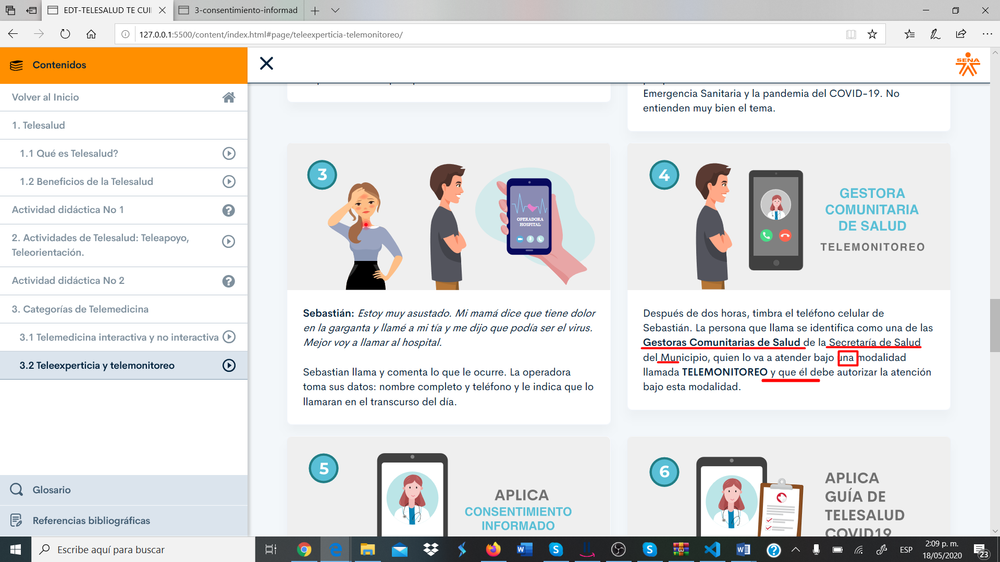 EDT-TELESALUD TE CUI
3-consentimiento-informad
127.0.0.1:5500/content/index.html#page/teleexperticia-telemonitoreo/
Contenidos
SENA
Volver al Inicio
1. Telesalud
1.1 Qué es Telesalud?
1.2 Beneficios de la Telesalud
Actividad didáctica No 1
2. Actividades de Telesalud: Teleapoyo,
Teleorientación.
Actividad didáctica No 2
3. Categorías de Telemedicina
3.1 Telemedicina interactiva y no interactiva
3.2 Teleexperticia y telemonitoreo
Glosario
Referencias bibliográficas
Emergencia Sanitaria y la pandemia del COVID-19. No
entienden muy bien el tema.
3
OPERADORA
HOSPITAL
Sebastián: Estoy muy asustado. Mi mamá dice que tiene dolor
en la garganta y llamé a mi tía y me dijo que podía ser el virus.
Mejor voy a llamar al hospital.
Sebastian llama y comenta lo que le ocurre. La operadora
toma sus datos: nombre completo y teléfono y le indica que lo
llamaran en el transcurso del día.
4
GESTORA
COMUNITARIA
DE SALUD
TELEMONITOREO
Después de dos horas, timbra el teléfono celular de
Sebastián. La persona que llama se identifica como una de las
Gestoras Comunitarias de Salud de la Secretaría de Salud
del Municipio, quien lo va a atender bajo una modalidad
llamada TELEMONITOREO y que él debe autorizar la atención
bajo esta modalidad.
5
APLICA
CONSENTIMIENTO
INFORMADO
6
APLICA
GUÍA DE
TELESALUD
COVID19
Escribe aquí para buscar
ESP
2:09 p. m.
18/05/2020
23